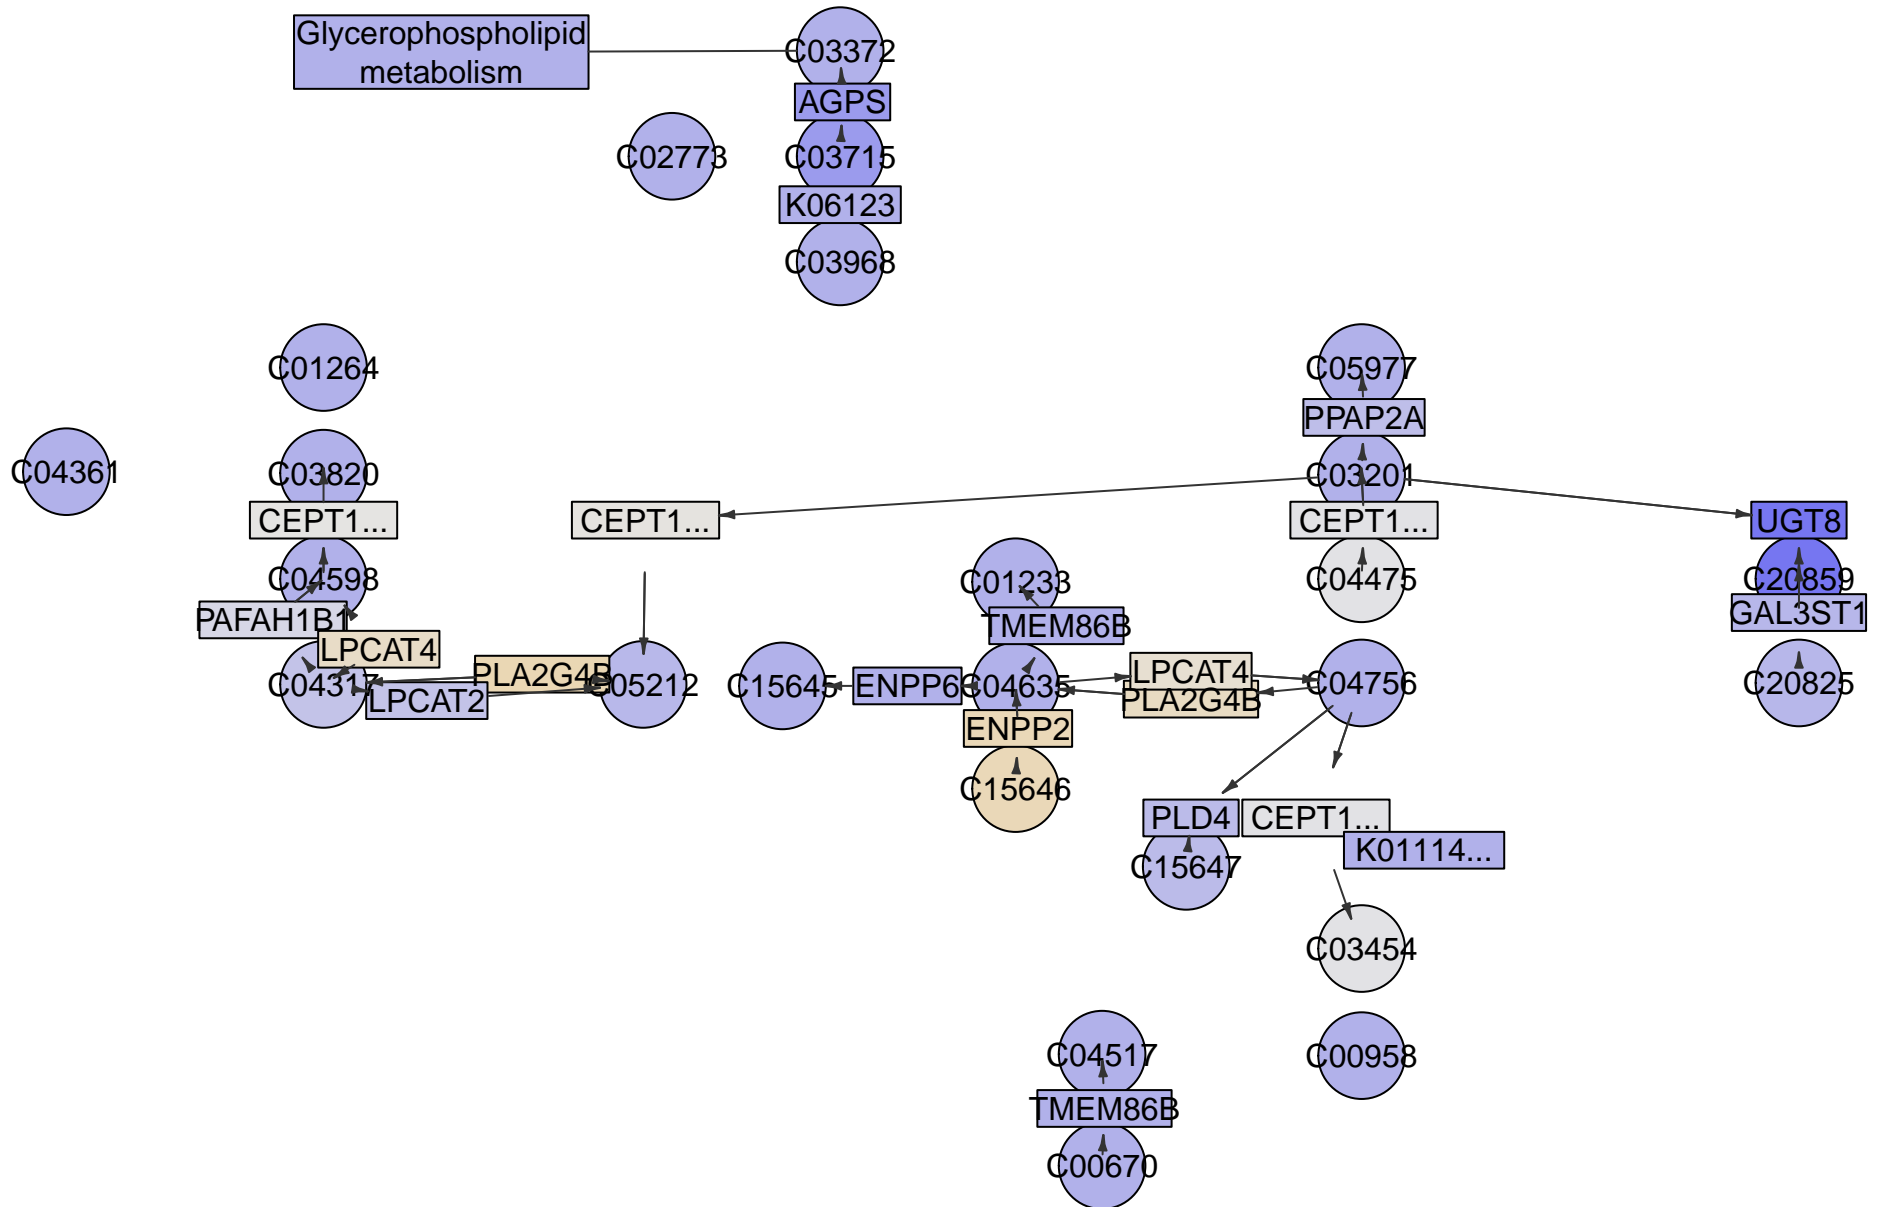 Glycerophospholipid
metabolism
C03372
AGPS
C02773
C03715
K06123
C03968
C01264
C05977
PPAP2A
C04361
C03820
C03201
CEPT1...
CEPT1...
CEPT1...
UGT8
C04598
C01233
C04475
C20859
PAFAH1B1
TMEM86B
GAL3ST1
LPCAT4
PLA2G4B
LPCAT4
C04317
LPCAT2
C05212
C15645
ENPP6
C04635
PLA2G4B
C04756
C20825
ENPP2
C15646
PLD4
CEPT1...
K01114...
C15647
C03454
C04517
C00958
TMEM86B
C00670